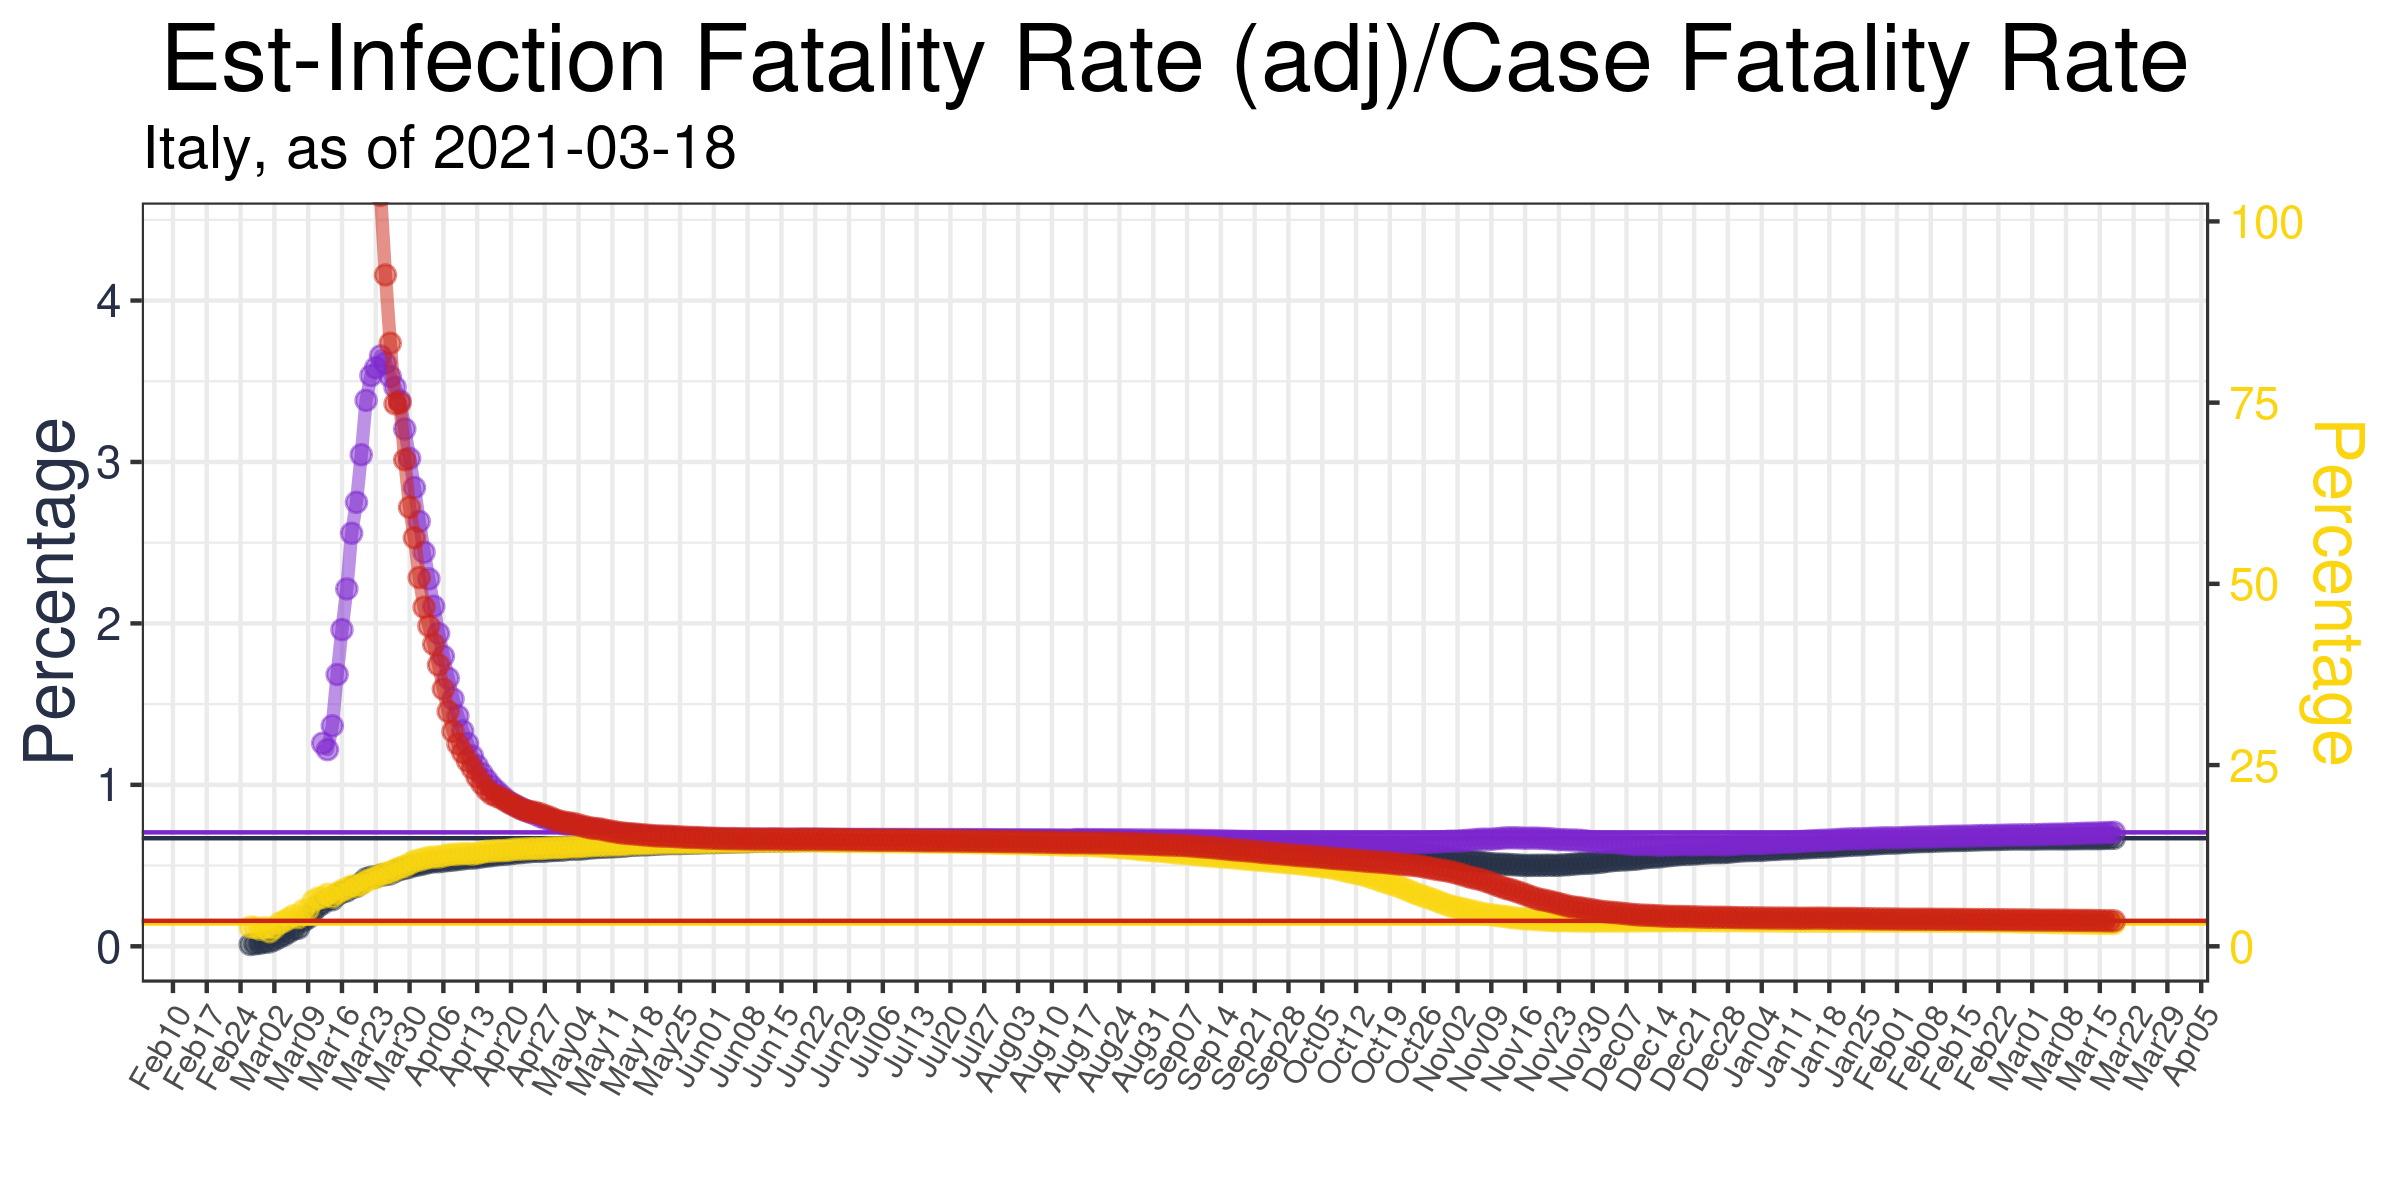 Est-Infection Fatality Rate (adj)/Case Fatality Rate
Italy, as of 2021-03-18
Percentage
4
3
2
1
0
100
75
50
25
0
Percentage
Feb10
Feb17
Feb24
Mar02
Mar09
Mar16
Mar23
Mar30
Apr06
Apr13
Apr20
Apr27
May04
May11
May18
May25
Jun01
Jun08
Jun15
Jun22
Jun29
Jul06
Jul13
Jul20
Jul27
Aug03
Aug10
Aug17
Aug24
Aug31
Sep07
Sep14
Sep21
Sep28
Oct05
Oct12
Oct19
Oct26
Nov02
Nov09
Nov16
Nov23
Nov30
Dec14
Dec21
Dec28
Jan11
Jan18
Jan25
Feb01
Feb08
Feb15
Feb22
Mar01
Mar08
Mar15
Mar22
Mar29
Apr05